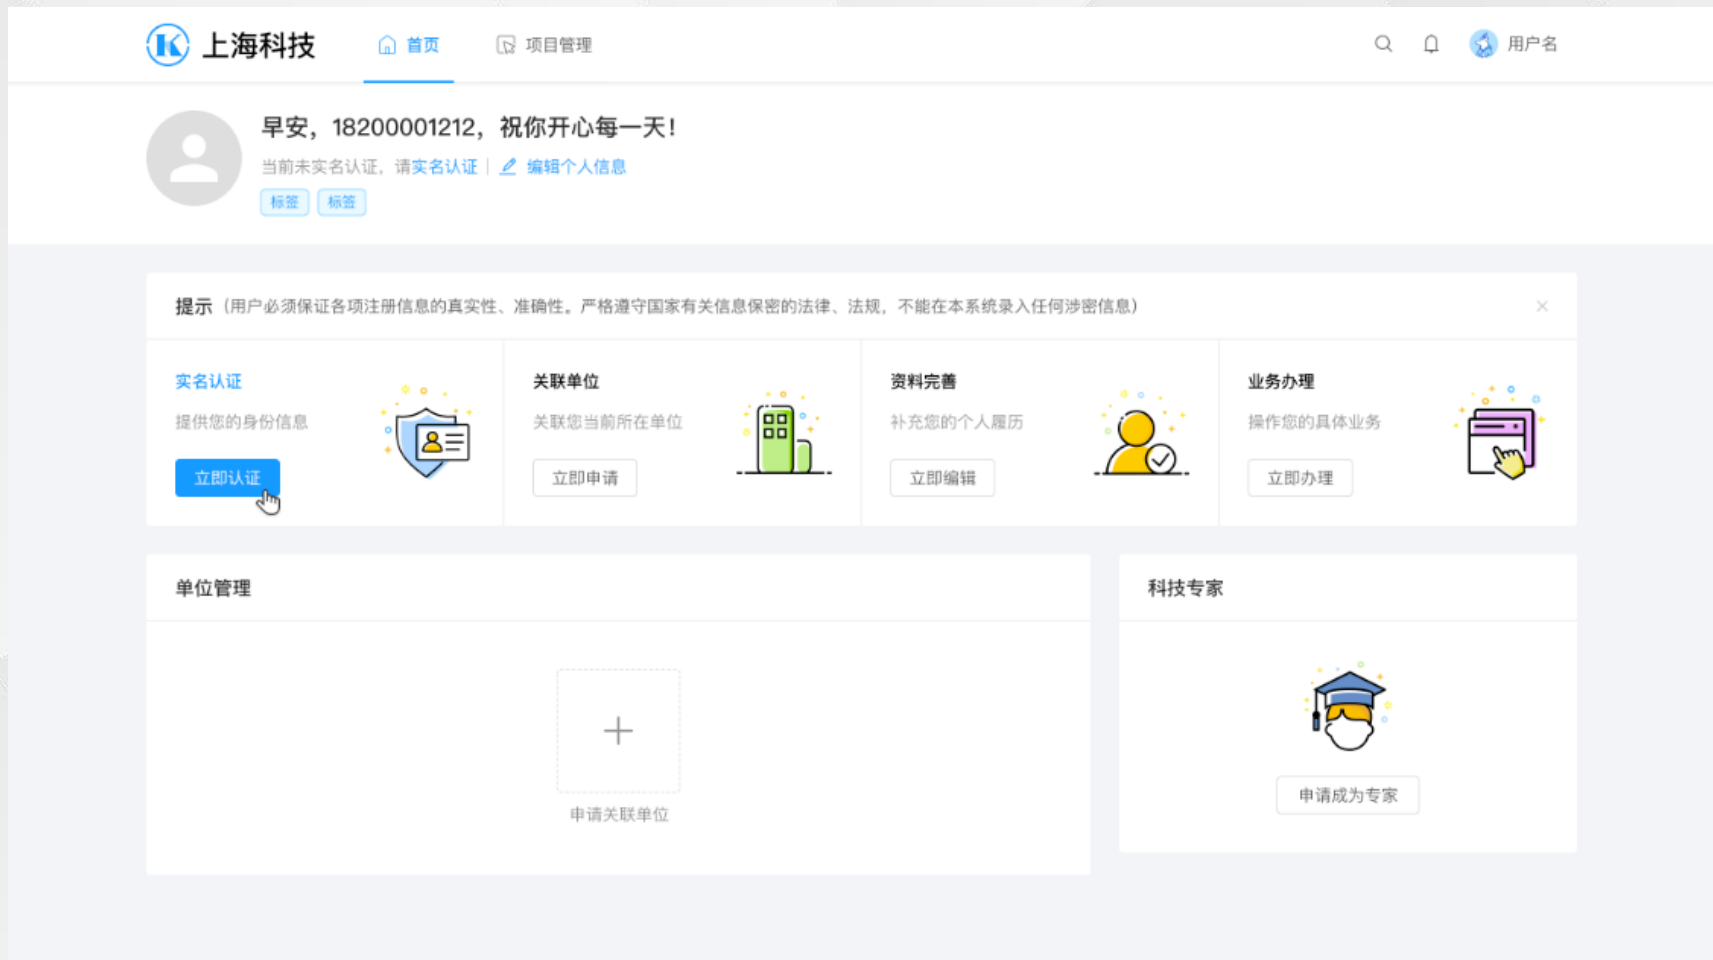 上海科技
首页
项目管理
用户名
早安，18200001212，祝你开心每一天！
当前未实名认证，请实名认证 | 编辑个人信息
标签 标签
提示（用户必须保证各项注册信息的真实性、准确性。严格遵守国家有关信息保密的法律、法规，不能在本系统录入任何涉密信息）
实名认证
提供您的身份信息
立即认证
关联单位
关联您当前所在单位
立即申请
资料完善
补充您的个人履历
立即编辑
业务办理
操作您的具体业务
立即办理
单位管理
申请关联单位
科技专家
申请成为专家